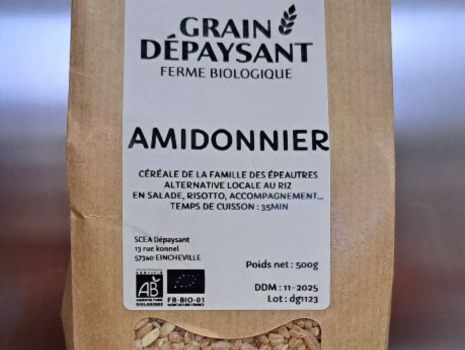 GRAIN
DÉPAYSANT
FERME BIOLOGIQUE
AMIDONNIER
CÉRÉALE DE LA FAMILLE DES ÉPEAUTRES
ALTERNATIVE LOCALE AU RIZ
EN SALADE, RISOTTO, ACCOMPAGNEMENT...
TEMPS DE CUISSON : 35MIN
SCEA Dépaysant
13 rue konnel
57340 EINCHEVILLE
Poids net : 500g
AB
FR-BIO-01
DDM : 11-2025
Lot : dg1123